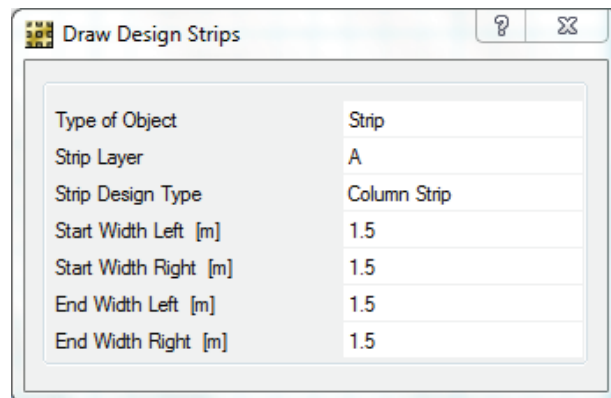 Draw Design Strips
Type of Object Strip
Strip Layer A
Strip Design Type Column Strip
Start Width Left [m] 1.5
Start Width Right [m] 1.5
End Width Left [m] 1.5
End Width Right [m] 1.5